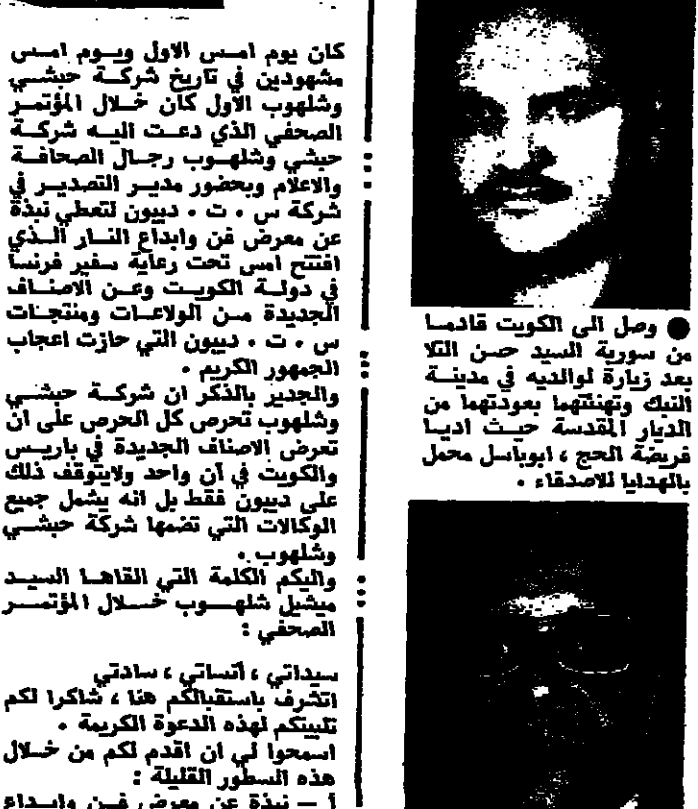 ● وصل الى الكويت قادما
من سورية السيد حسن التلا
بعد زيارة لوالديه في مدينة
النبك وتهنئتهما بعودتهما من
الديار المقدسة حيث اديا
فريضة الحج ، ابوباسل محمل
بالهدايا للاصدقاء .
كان يوم امس الاول ويوم امس
مشهودين في تاريخ شركة حبشي
وشلهوب الاول كان خلال المؤتمر
الصحفي الذي دعت اليه شركة
حبشي وشلهوب رجال الصحافة
والاعلام وبحضور مدير التصدير في
شركة س . ت . ديبون لتعطي نبذة
عن معرض فن وابداع النار الذي
افتتح امس تحت رعاية سفير فرنسا
في دولة الكويت وعن الاصناف
الجديدة من الولاعات ومنتجات
س . ت . ديبون التي حازت اعجاب
الجمهور الكريم .
والجدير بالذكر ان شركة حبشي
وشلهوب تحرص كل الحرص على ان
تعرض الاصناف الجديدة في باريس
والكويت في آن واحد ولايتوقف ذلك
على ديبون فقط بل انه يشمل جميع
الوكالات التي تضمها شركة حبشي
وشلهوب .
واليكم الكلمة التي القاها السيد
ميشيل شلهوب خلال المؤتمر
الصحفي :
سيداتي ، آنساتي ، سادتي
اتشرف باستقبالكم هنا ، شاكرا لكم
تلبيتكم لهذه الدعوة الكريمة .
اسمحوا لي ان اقدم لكم من خلال
هذه السطور القليلة :
أ — نبذة عن معرض فن وابداع